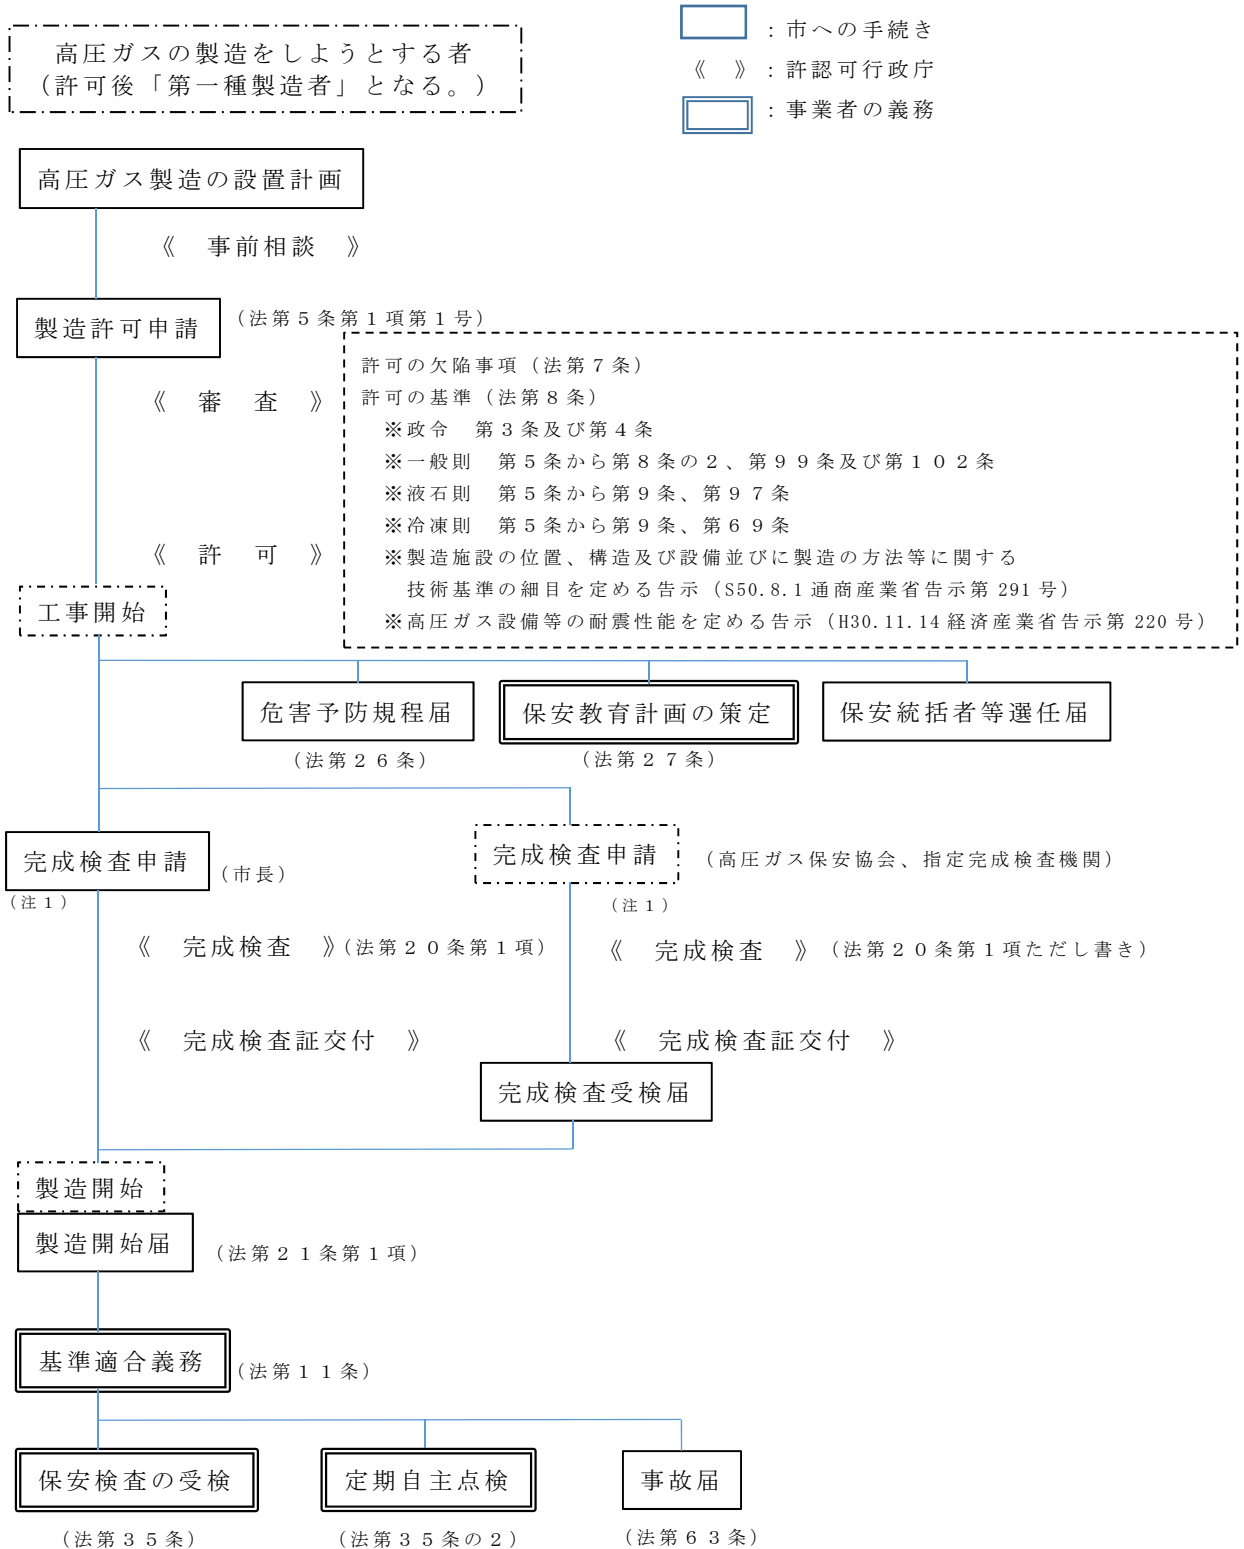 高圧ガスの製造をしようとする者
（許可後「第一種製造者」となる。）
：市への手続き
《　》：許認可行政庁
：事業者の義務
高圧ガス製造の設置計画
《　事前相談　》
製造許可申請
（法第５条第１項第１号）
《　審　査　》
許可の欠陥事項（法第７条）
許可の基準（法第８条）
※政令　第３条及び第４条
※一般則　第５条から第８条の２、第９９条及び第１０２条
※液石則　第５条から第９条、第９７条
※冷凍則　第５条から第９条、第６９条
※製造施設の位置、構造及び設備並びに製造の方法等に関する
技術基準の細目を定める告示（S50.8.1 通商産業省告示第 291 号）
※高圧ガス設備等の耐震性能を定める告示（H30.11.14 経済産業省告示第 220 号）
《　許　可　》
工事開始
危害予防規程届
保安教育計画の策定
保安統括者等選任届
（法第２６条）
（法第２７条）
完成検査申請
（市長）
（注１）
完成検査申請
（高圧ガス保安協会、指定完成検査機関）
（注１）
《　完成検査　》（法第２０条第１項）
《　完成検査　》（法第２０条第１項ただし書き）
《　完成検査証交付　》
《　完成検査証交付　》
完成検査受検届
製造開始
製造開始届
（法第２１条第１項）
基準適合義務
（法第１１条）
保安検査の受検
定期自主点検
事故届
（法第３５条）
（法第３５条の２）
（法第６３条）